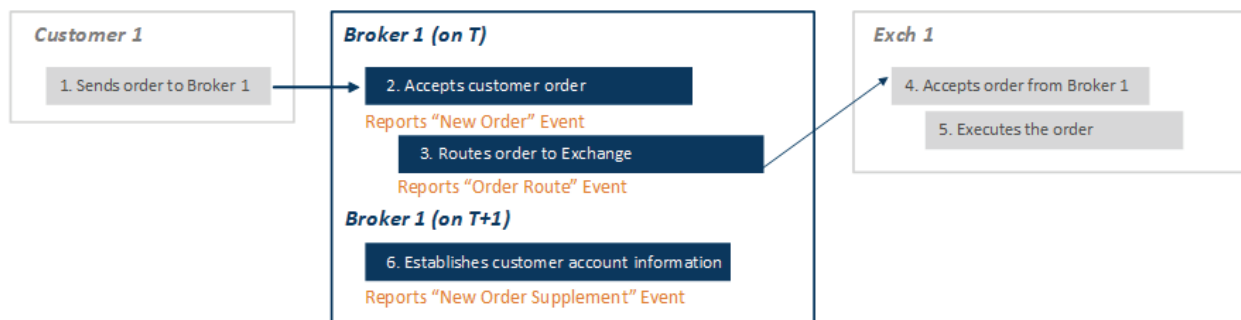 Customer 1
1. Sends order to Broker 1
Broker 1 (on T)
2. Accepts customer order
Reports “New Order” Event
3. Routes order to Exchange
Reports “Order Route” Event
Broker 1 (on T+1)
6. Establishes customer account information
Reports “New Order Supplement” Event
Exch 1
4. Accepts order from Broker 1
5. Executes the order